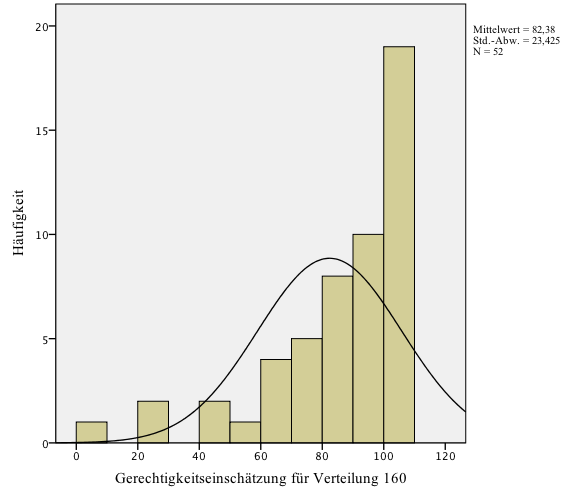 Mittelwert = 82,38
Std.-Abw. = 23,425
N = 52
20
15
10
5
0
Häufigkeit
0 20 40 60 80 100 120
Gerechtigkeitseinschätzung für Verteilung 160